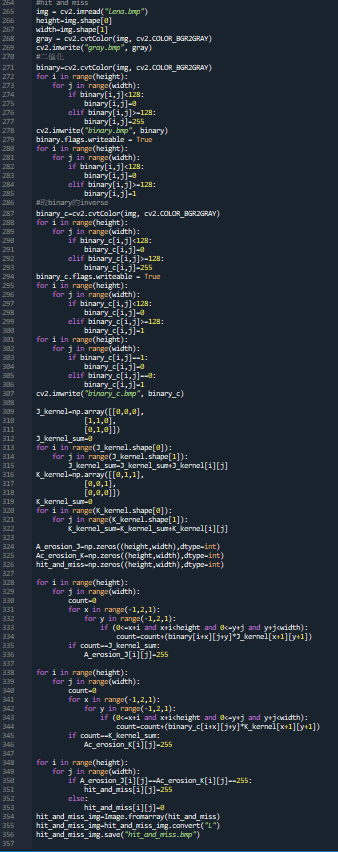 264 #hit and miss
265 img = cv2.imread("Lena.bmp")
266 height=img.shape[0]
267 width=img.shape[1]
268 gray = cv2.cvtColor(img, cv2.COLOR_BGR2GRAY)
269 cv2.imwrite("gray.bmp", gray)
270 #二值化
271 binary=cv2.cvtColor(img, cv2.COLOR_BGR2GRAY)
272 for i in range(height):
273     for j in range(width):
274         if binary[i,j]<128:
275             binary[i,j]=0
276         elif binary[i,j]>=128:
277             binary[i,j]=255
278 cv2.imwrite("binary.bmp", binary)
279 binary.flags.writeable = True
280 for i in range(height):
281     for j in range(width):
282         if binary[i,j]<128:
283             binary[i,j]=0
284         elif binary[i,j]>=128:
285             binary[i,j]=1
286 #取binary的inverse
287 binary_c=cv2.cvtColor(img, cv2.COLOR_BGR2GRAY)
288 for i in range(height):
289     for j in range(width):
290         if binary_c[i,j]<128:
291             binary_c[i,j]=0
292         elif binary_c[i,j]>=128:
293             binary_c[i,j]=255
294 binary_c.flags.writeable = True
295 for i in range(height):
296     for j in range(width):
297         if binary_c[i,j]<128:
298             binary_c[i,j]=0
299         elif binary_c[i,j]>=128:
300             binary_c[i,j]=1
301 for i in range(height):
302     for j in range(width):
303         if binary_c[i,j]==1:
304             binary_c[i,j]=0
305         elif binary_c[i,j]==0:
306             binary_c[i,j]=1
307 cv2.imwrite("binary_c.bmp", binary_c)
308
309 J_kernel=np.array([[0,0,0],
310             [1,1,0],
311             [0,1,0]])
312 J_kernel_sum=0
313 for i in range(J_kernel.shape[0]):
314     for j in range(J_kernel.shape[1]):
315         J_kernel_sum=J_kernel_sum+J_kernel[i][j]
316 K_kernel=np.array([[0,1,1],
317             [0,0,1],
318             [0,0,0]])
319 K_kernel_sum=0
320 for i in range(K_kernel.shape[0]):
321     for j in range(K_kernel.shape[1]):
322         K_kernel_sum=K_kernel_sum+K_kernel[i][j]
323
324 A_erosion_J=np.zeros((height,width),dtype=int)
325 Ac_erosion_K=np.zeros((height,width),dtype=int)
326 hit_and_miss=np.zeros((height,width),dtype=int)
327
328 for i in range(height):
329     for j in range(width):
330         count=0
331         for x in range(-1,2,1):
332             for y in range(-1,2,1):
333                 if (0<=x+i and x+i<height and 0<=y+j and y+j<width):
334                     count=count+(binary[i+x][j+y]*J_kernel[x+1][y+1])
335         if count==J_kernel_sum:
336             A_erosion_J[i][j]=255
337
338 for i in range(height):
339     for j in range(width):
340         count=0
341         for x in range(-1,2,1):
342             for y in range(-1,2,1):
343                 if (0<=x+i and x+i<height and 0<=y+j and y+j<width):
344                     count=count+(binary_c[i+x][j+y]*K_kernel[x+1][y+1])
345         if count==K_kernel_sum:
346             Ac_erosion_K[i][j]=255
347
348 for i in range(height):
349     for j in range(width):
350         if A_erosion_J[i][j]==Ac_erosion_K[i][j]==255:
351             hit_and_miss[i][j]=255
352         else:
353             hit_and_miss[i][j]=0
354 hit_and_miss_img=Image.fromarray(hit_and_miss)
355 hit_and_miss_img=hit_and_miss_img.convert("L")
356 hit_and_miss_img.save("hit_and_miss.bmp")
357